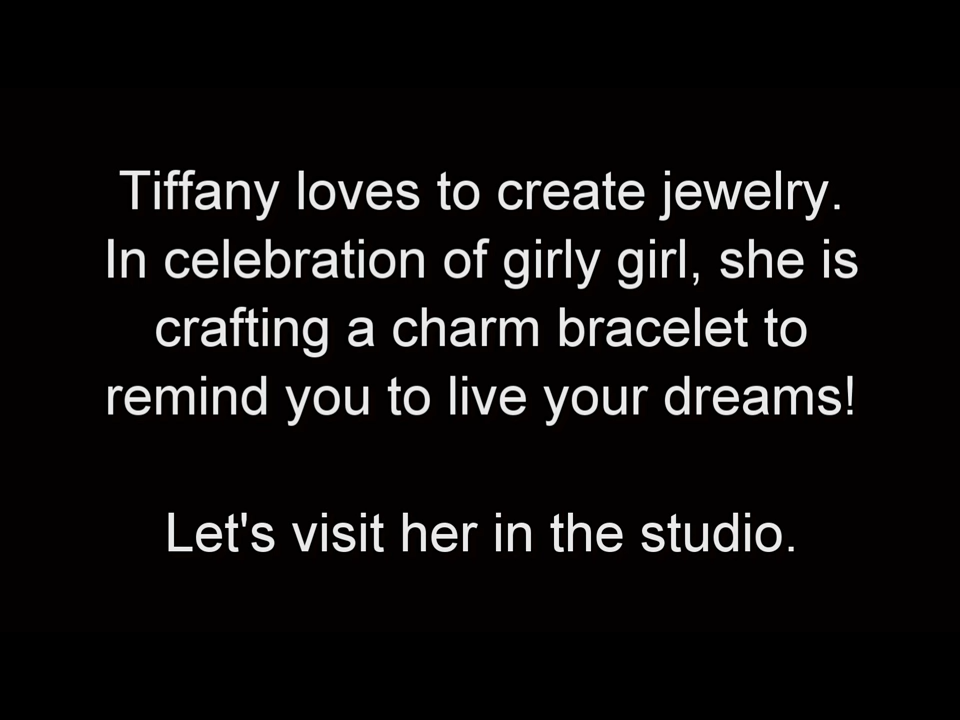 Tiffany loves to create jewelry.
In celebration of girly girl, she is
crafting a charm bracelet to
remind you to live your dreams!
Let's visit her in the studio.